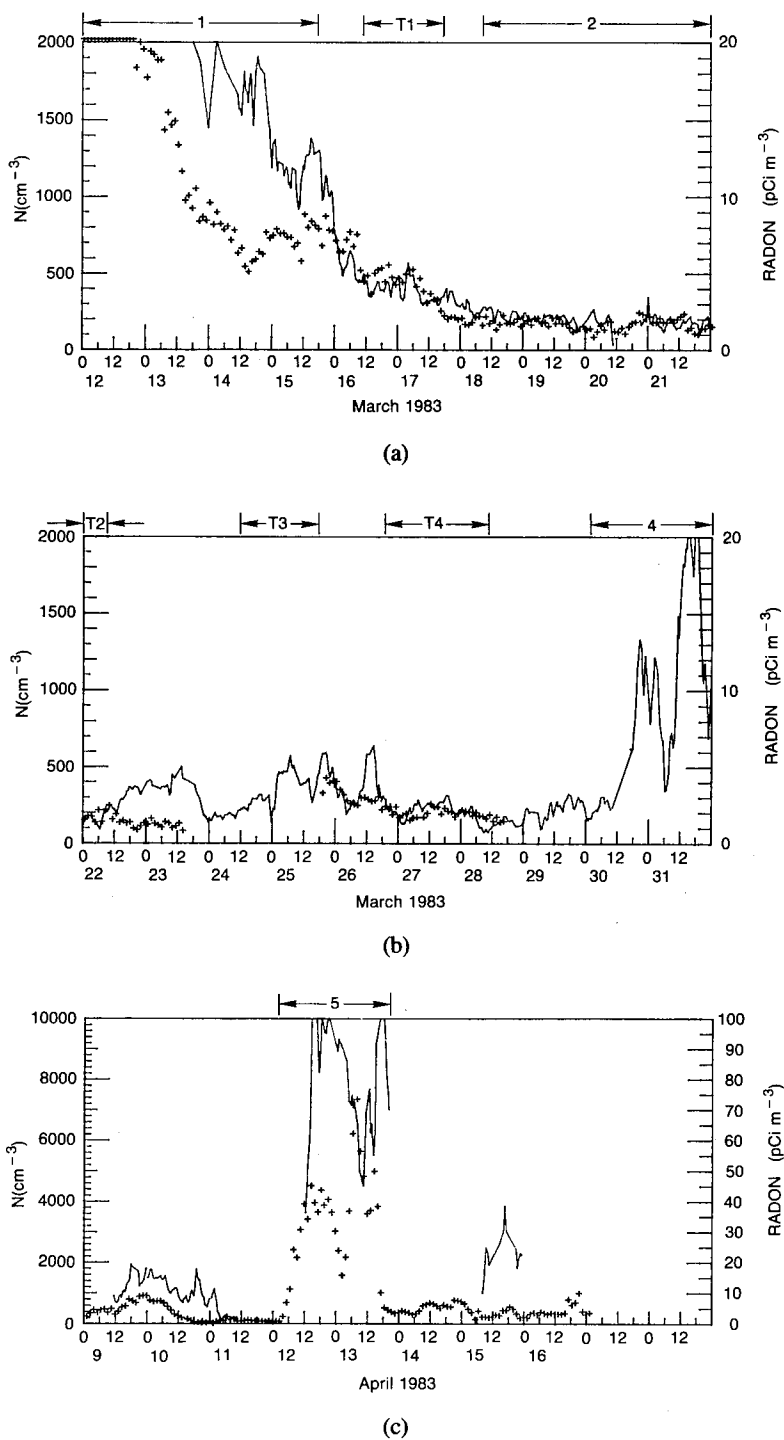 1 T1 2
2000 1500 1000 500 0
N(cm⁻³)
20 10 0
RADON (pCi m⁻³)
0 12 0 12 0 12 0 12 0 12 0 12 0 12 0 12 0 12 0 12
12 13 14 15 16 17 18 19 20 21
March 1983
(a)
T2 T3 T4 4
2000 1500 1000 500 0
N(cm⁻³)
20 10 0
RADON (pCi m⁻³)
0 12 0 12 0 12 0 12 0 12 0 12 0 12 0 12 0 12 0 12
22 23 24 25 26 27 28 29 30 31
March 1983
(b)
5
10000 8000 6000 4000 2000 0
N(cm⁻³)
100 90 80 70 60 50 40 30 20 10 0
RADON (pCi m⁻³)
0 12 0 12 0 12 0 12 0 12 0 12 0 12 0 12 0 12 0 12
9 10 11 12 13 14 15 16
April 1983
(c)